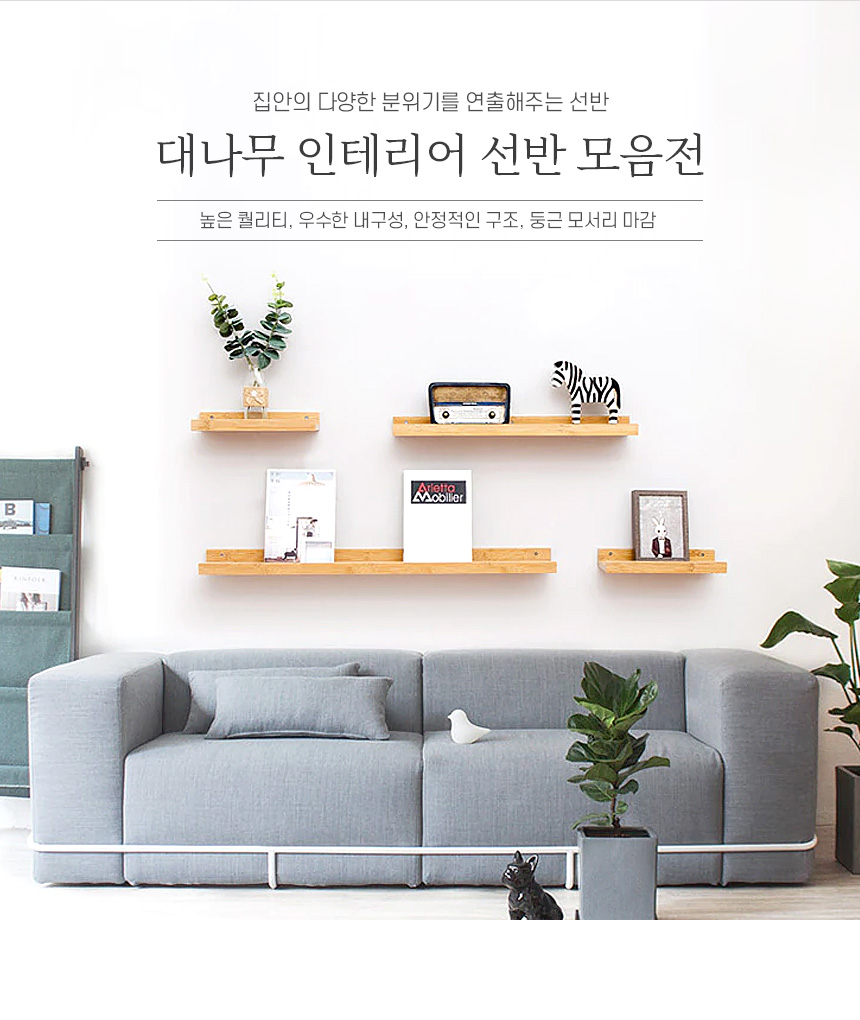 집안의 다양한 분위기를 연출해주는 선반
대나무 인테리어 선반 모음전
높은 퀄리티, 우수한 내구성, 안정적인 구조, 둥근 모서리 마감
Arletta
Mobilier
B
KINFOLK